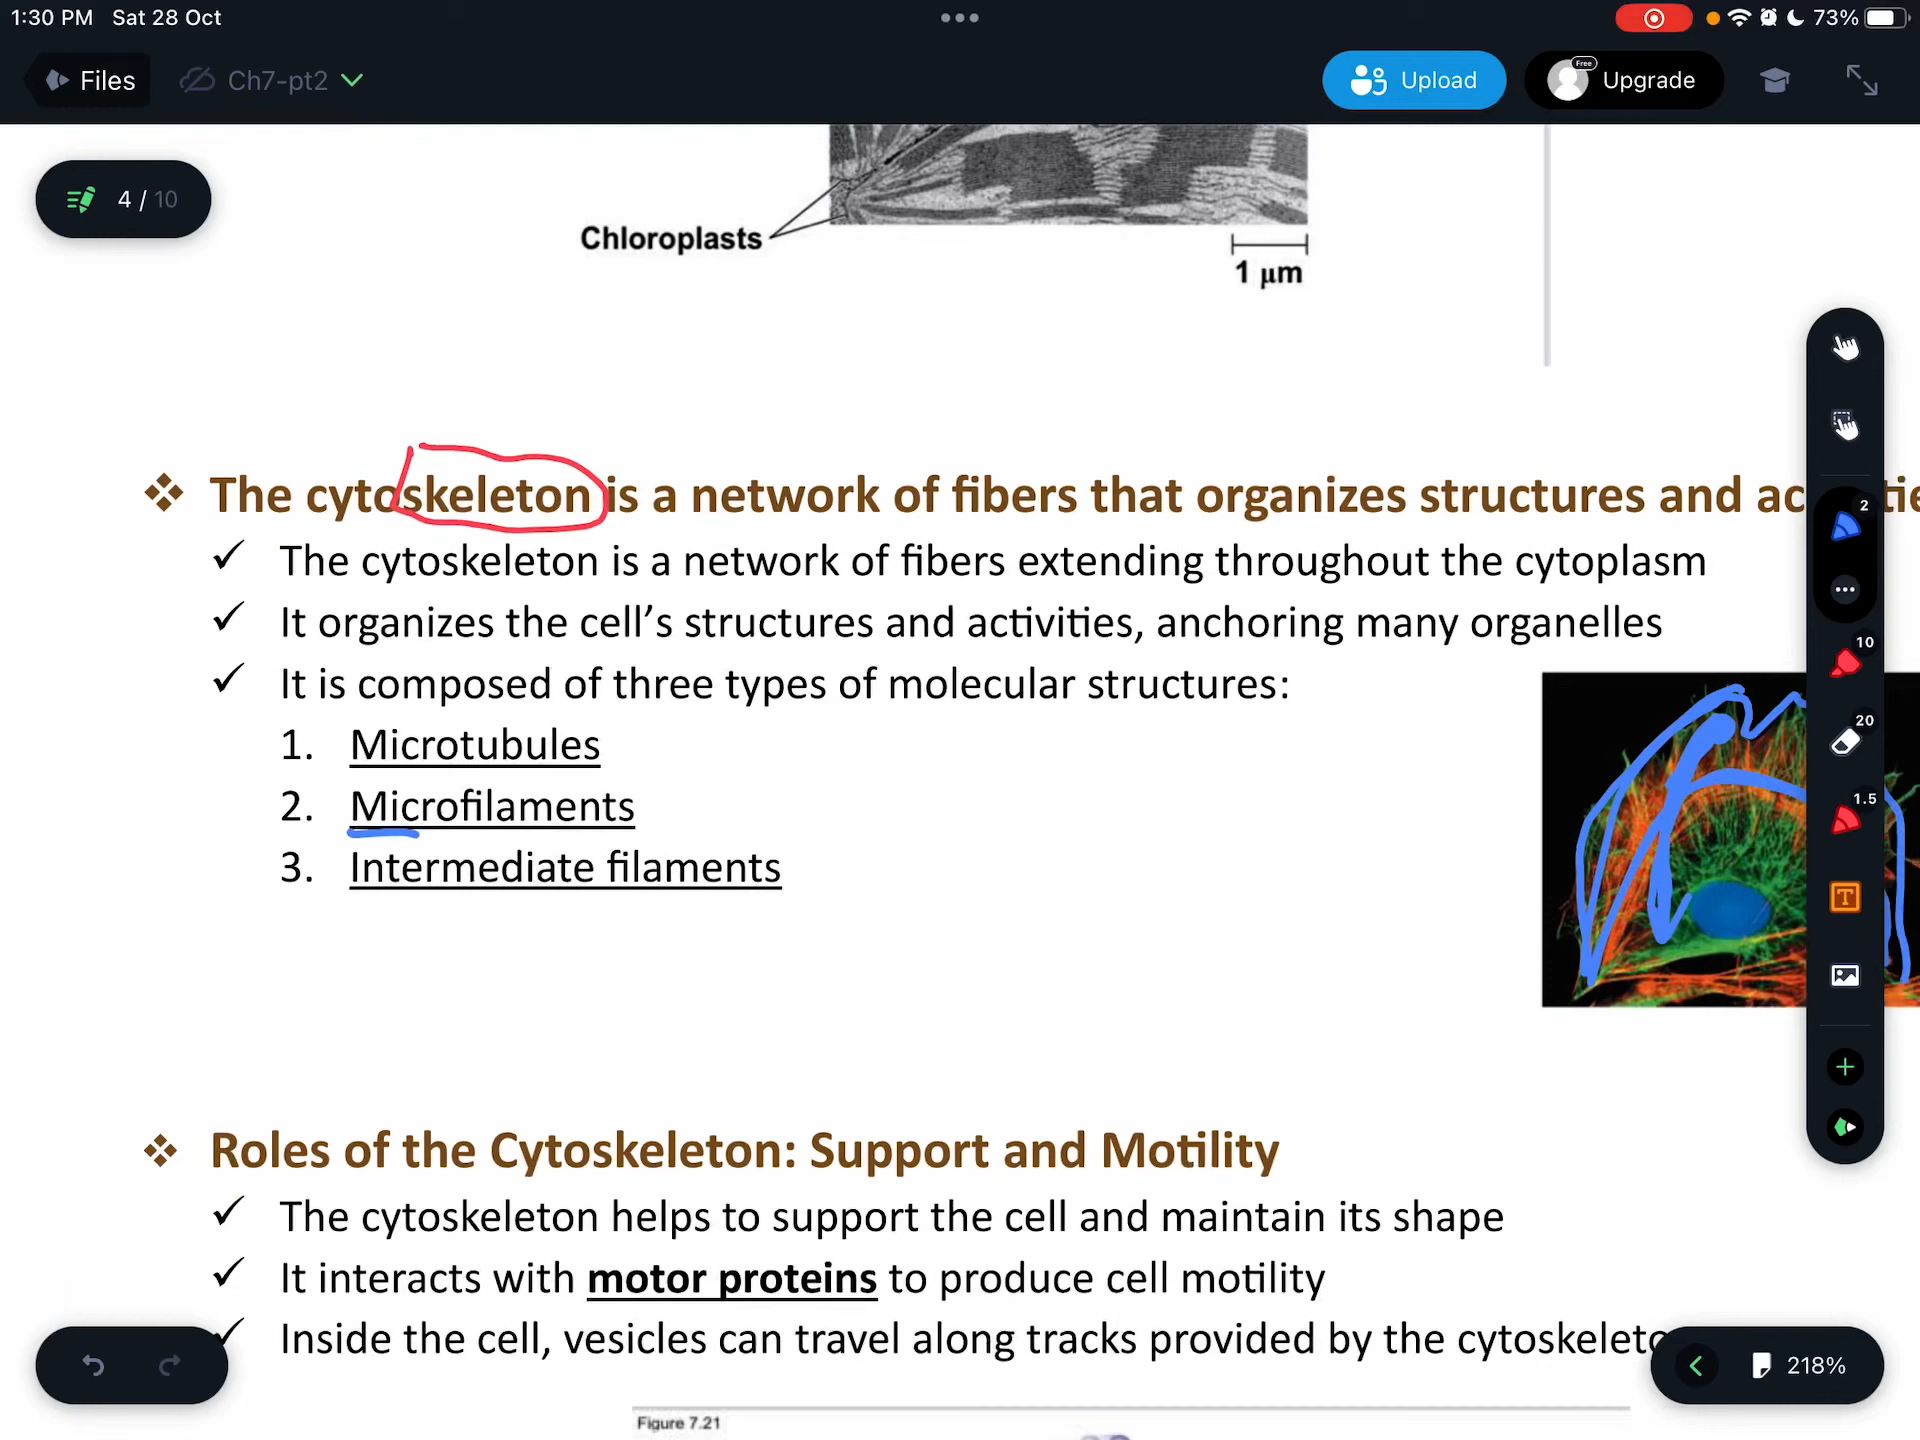 1:30 PM Sat 28 Oct
73%
Files
Ch7-pt2
Upload
Free
Upgrade
4 / 10
Chloroplasts
1 µm
❖ The cytoskeleton is a network of fibers that organizes structures and
✓ The cytoskeleton is a network of fibers extending throughout the cytoplasm
✓ It organizes the cell’s structures and activities, anchoring many organelles
✓ It is composed of three types of molecular structures:
1. Microtubules
2. Microfilaments
3. Intermediate filaments
2
10
20
1.5
T
❖ Roles of the Cytoskeleton: Support and Motility
✓ The cytoskeleton helps to support the cell and maintain its shape
✓ It interacts with motor proteins to produce cell motility
✓ Inside the cell, vesicles can travel along tracks provided by the
218%
Figure 7.21